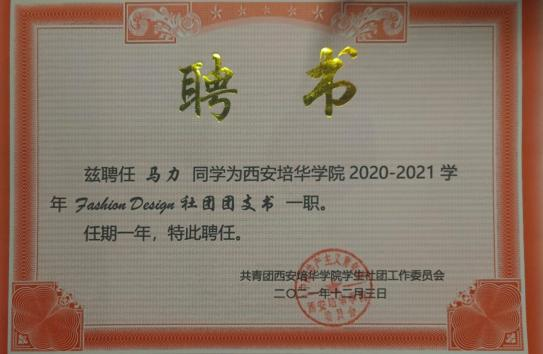 聘书
兹聘任 马力 同学为西安培华学院 2020-2021 学
年 Fashion Design 社团团支书 一职。
任期一年，特此聘任。
共青团西安培华学院学生社团工作委员会
二〇二一年十二月三日